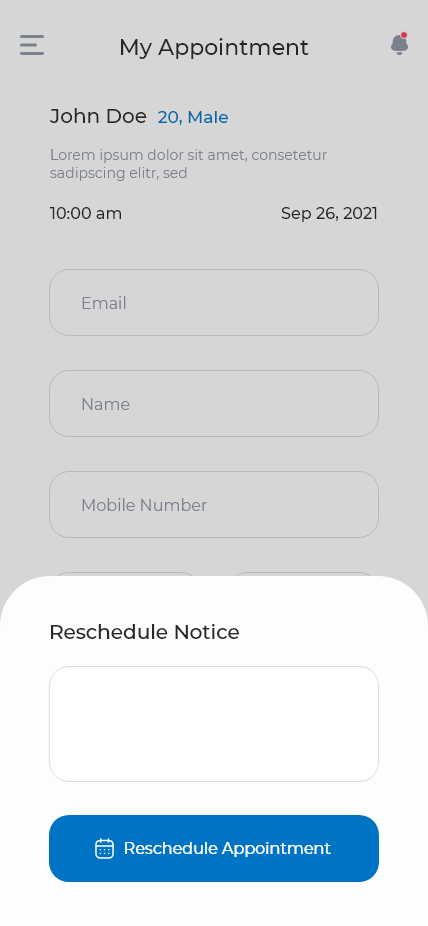 My Appointment
John Doe 20, Male
Lorem ipsum dolor sit amet, consetetur
sadipscing elitr, sed
10:00 am Sep 26, 2021
Email
Name
Mobile Number
Reschedule Notice
Reschedule Appointment